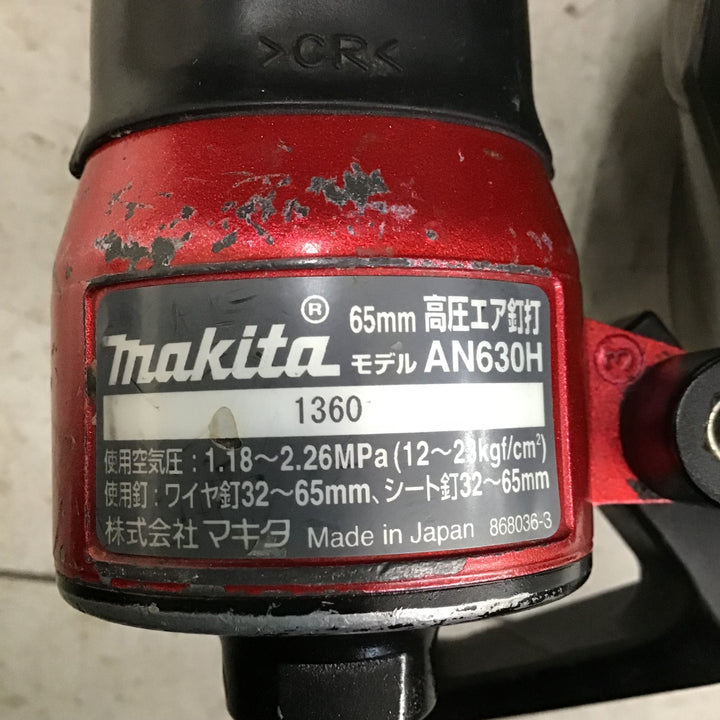 >CR<
® 65mm 高圧エア釘打
makita モデル AN630H
1360
使用空気圧：1.18～2.26MPa(12～23kgf/cm²)
使用釘：ワイヤ釘32～65mm、シート釘32～65mm
株式会社マキタ Made in Japan 868036-3
3